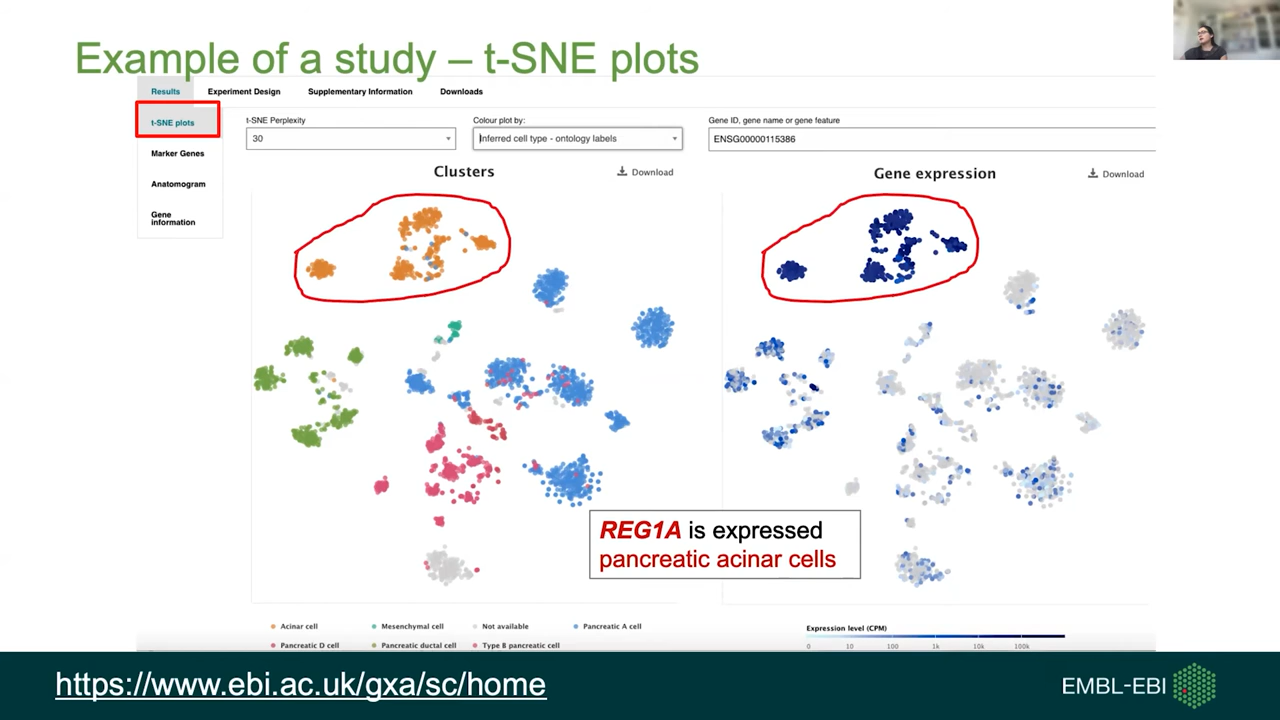 Example of a study – t-SNE plots
Results
Experiment Design
Supplementary Information
Downloads
t-SNE plots
Marker Genes
Anatomogram
Gene
information
t-SNE Perplexity
30
Colour plot by:
Inferred cell type - ontology labels
Gene ID, gene name or gene feature
ENSG00000115386
Clusters
Download
Gene expression
Download
REG1A is expressed
pancreatic acinar cells
Acinar cell
Mesenchymal cell
Not available
Pancreatic A cell
Pancreatic D cell
Pancreatic ductal cell
Type B pancreatic cell
Expression level (CPM)
0 10 100 1k 10k 100k
https://www.ebi.ac.uk/gxa/sc/home
EMBL-EBI